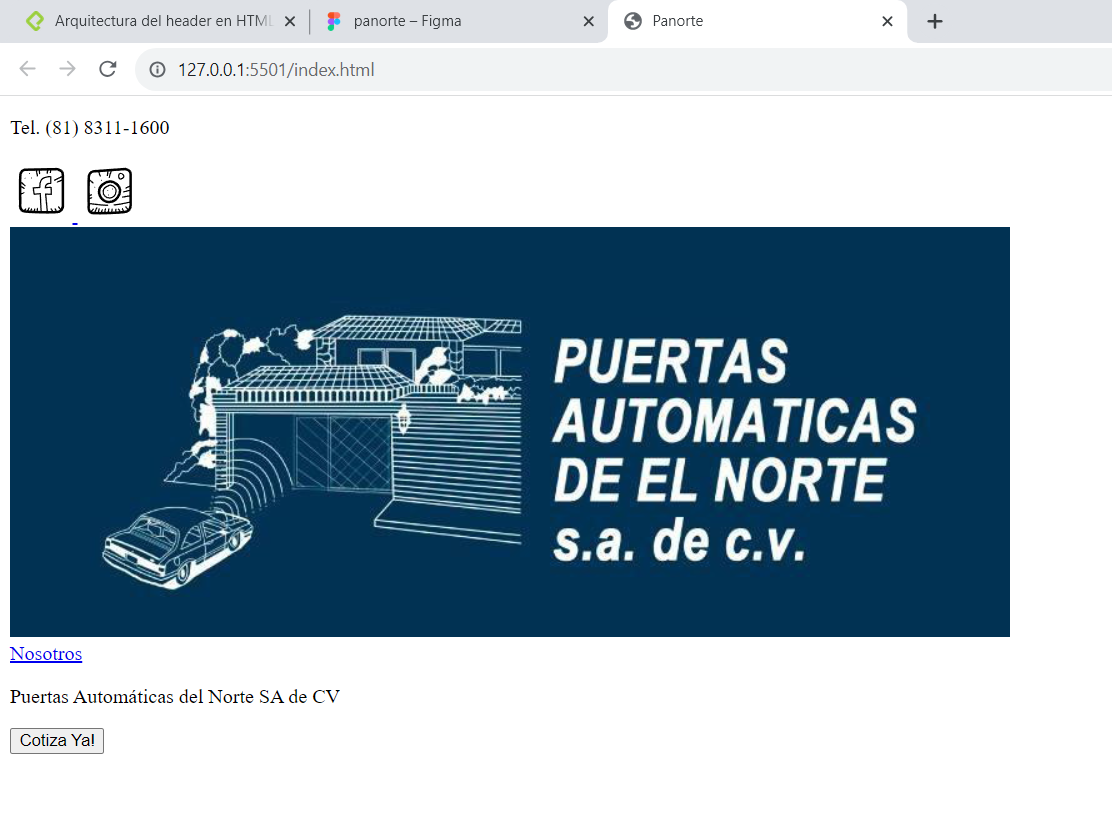 Arquitectura del header en HTML
panorte – Figma
Panorte
127.0.0.1:5501/index.html
Tel. (81) 8311-1600
PUERTAS
AUTOMATICAS
DE EL NORTE
s.a. de c.v.
Nosotros
Puertas Automáticas del Norte SA de CV
Cotiza Ya!